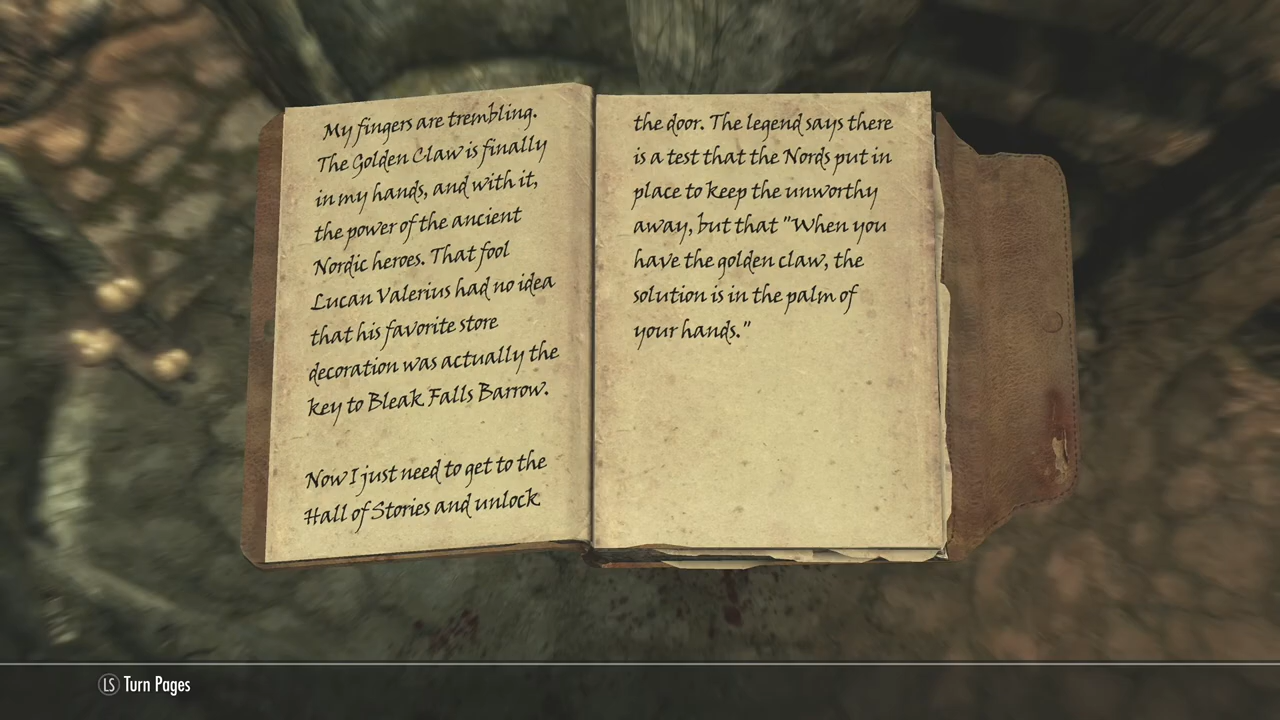 My fingers are trembling.
The Golden Claw is finally
in my hands, and with it,
the power of the ancient
Nordic heroes. That fool
Lucan Valerius had no idea
that his favorite store
decoration was actually the
key to Bleak Falls Barrow.
Now I just need to get to the
Hall of Stories and unlock
the door. The legend says there
is a test that the Nords put in
place to keep the unworthy
away, but that "When you
have the golden claw, the
solution is in the palm of
your hands."
LS Turn Pages